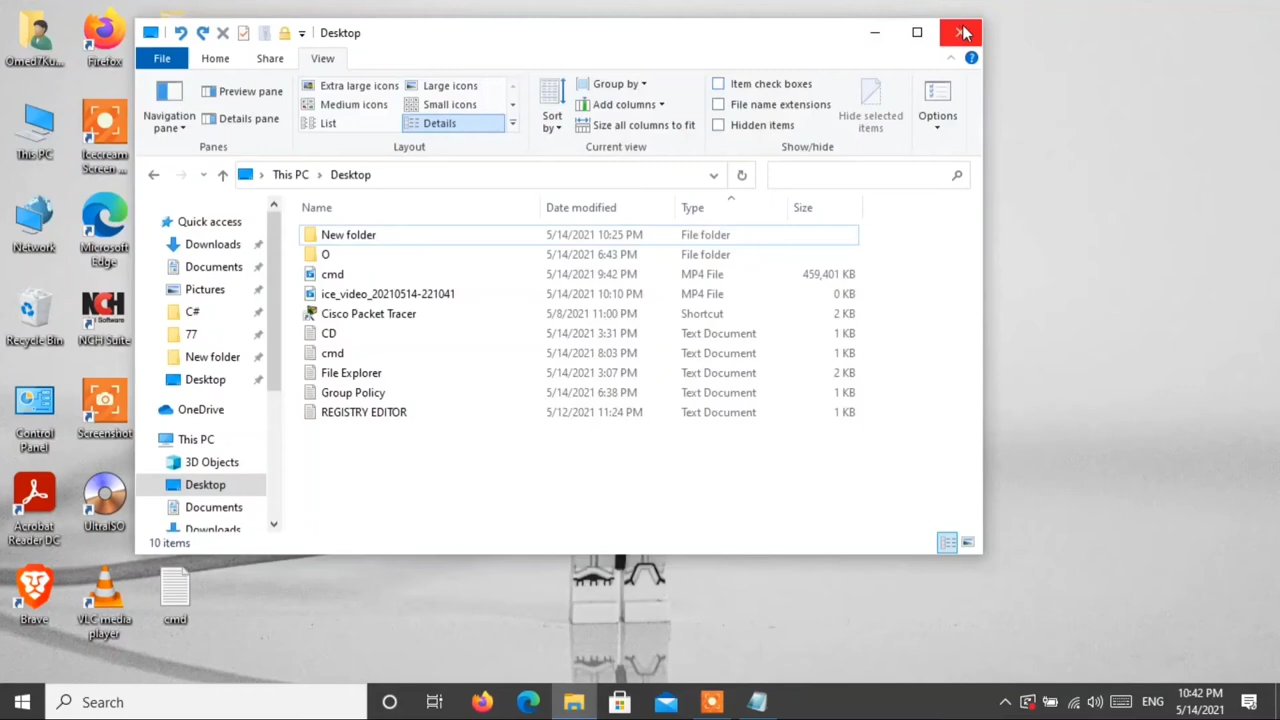 Desktop
File
Home
Share
View
Navigation pane
Preview pane
Details pane
Panes
Extra large icons
Large icons
Medium icons
Small icons
List
Details
Layout
Sort by
Group by
Add columns
Size all columns to fit
Current view
Item check boxes
File name extensions
Hidden items
Hide selected items
Show/hide
Options
This PC > Desktop
Quick access
Downloads
Documents
Pictures
C#
77
New folder
Desktop
OneDrive
This PC
3D Objects
Desktop
Documents
Downloads
Name Date modified Type Size
New folder 5/14/2021 10:25 PM File folder
O 5/14/2021 6:43 PM File folder
cmd 5/14/2021 9:42 PM MP4 File 459,401 KB
ice_video_20210514-221041 5/14/2021 10:10 PM MP4 File 0 KB
Cisco Packet Tracer 5/8/2021 11:00 PM Shortcut 2 KB
CD 5/14/2021 3:31 PM Text Document 1 KB
cmd 5/14/2021 8:03 PM Text Document 1 KB
File Explorer 5/14/2021 3:07 PM Text Document 2 KB
Group Policy 5/14/2021 6:38 PM Text Document 1 KB
REGISTRY EDITOR 5/12/2021 11:24 PM Text Document 1 KB
10 items
Omed7Ku...
Firefox
This PC
Icecream
Screen ...
Network
Microsoft
Edge
Recycle Bin
NCH
Software
NCH Suite
Control
Panel
Screenshot
Acrobat
Reader DC
UltraISO
Brave
VLC media
player
cmd
Search
ENG
10:42 PM
5/14/2021